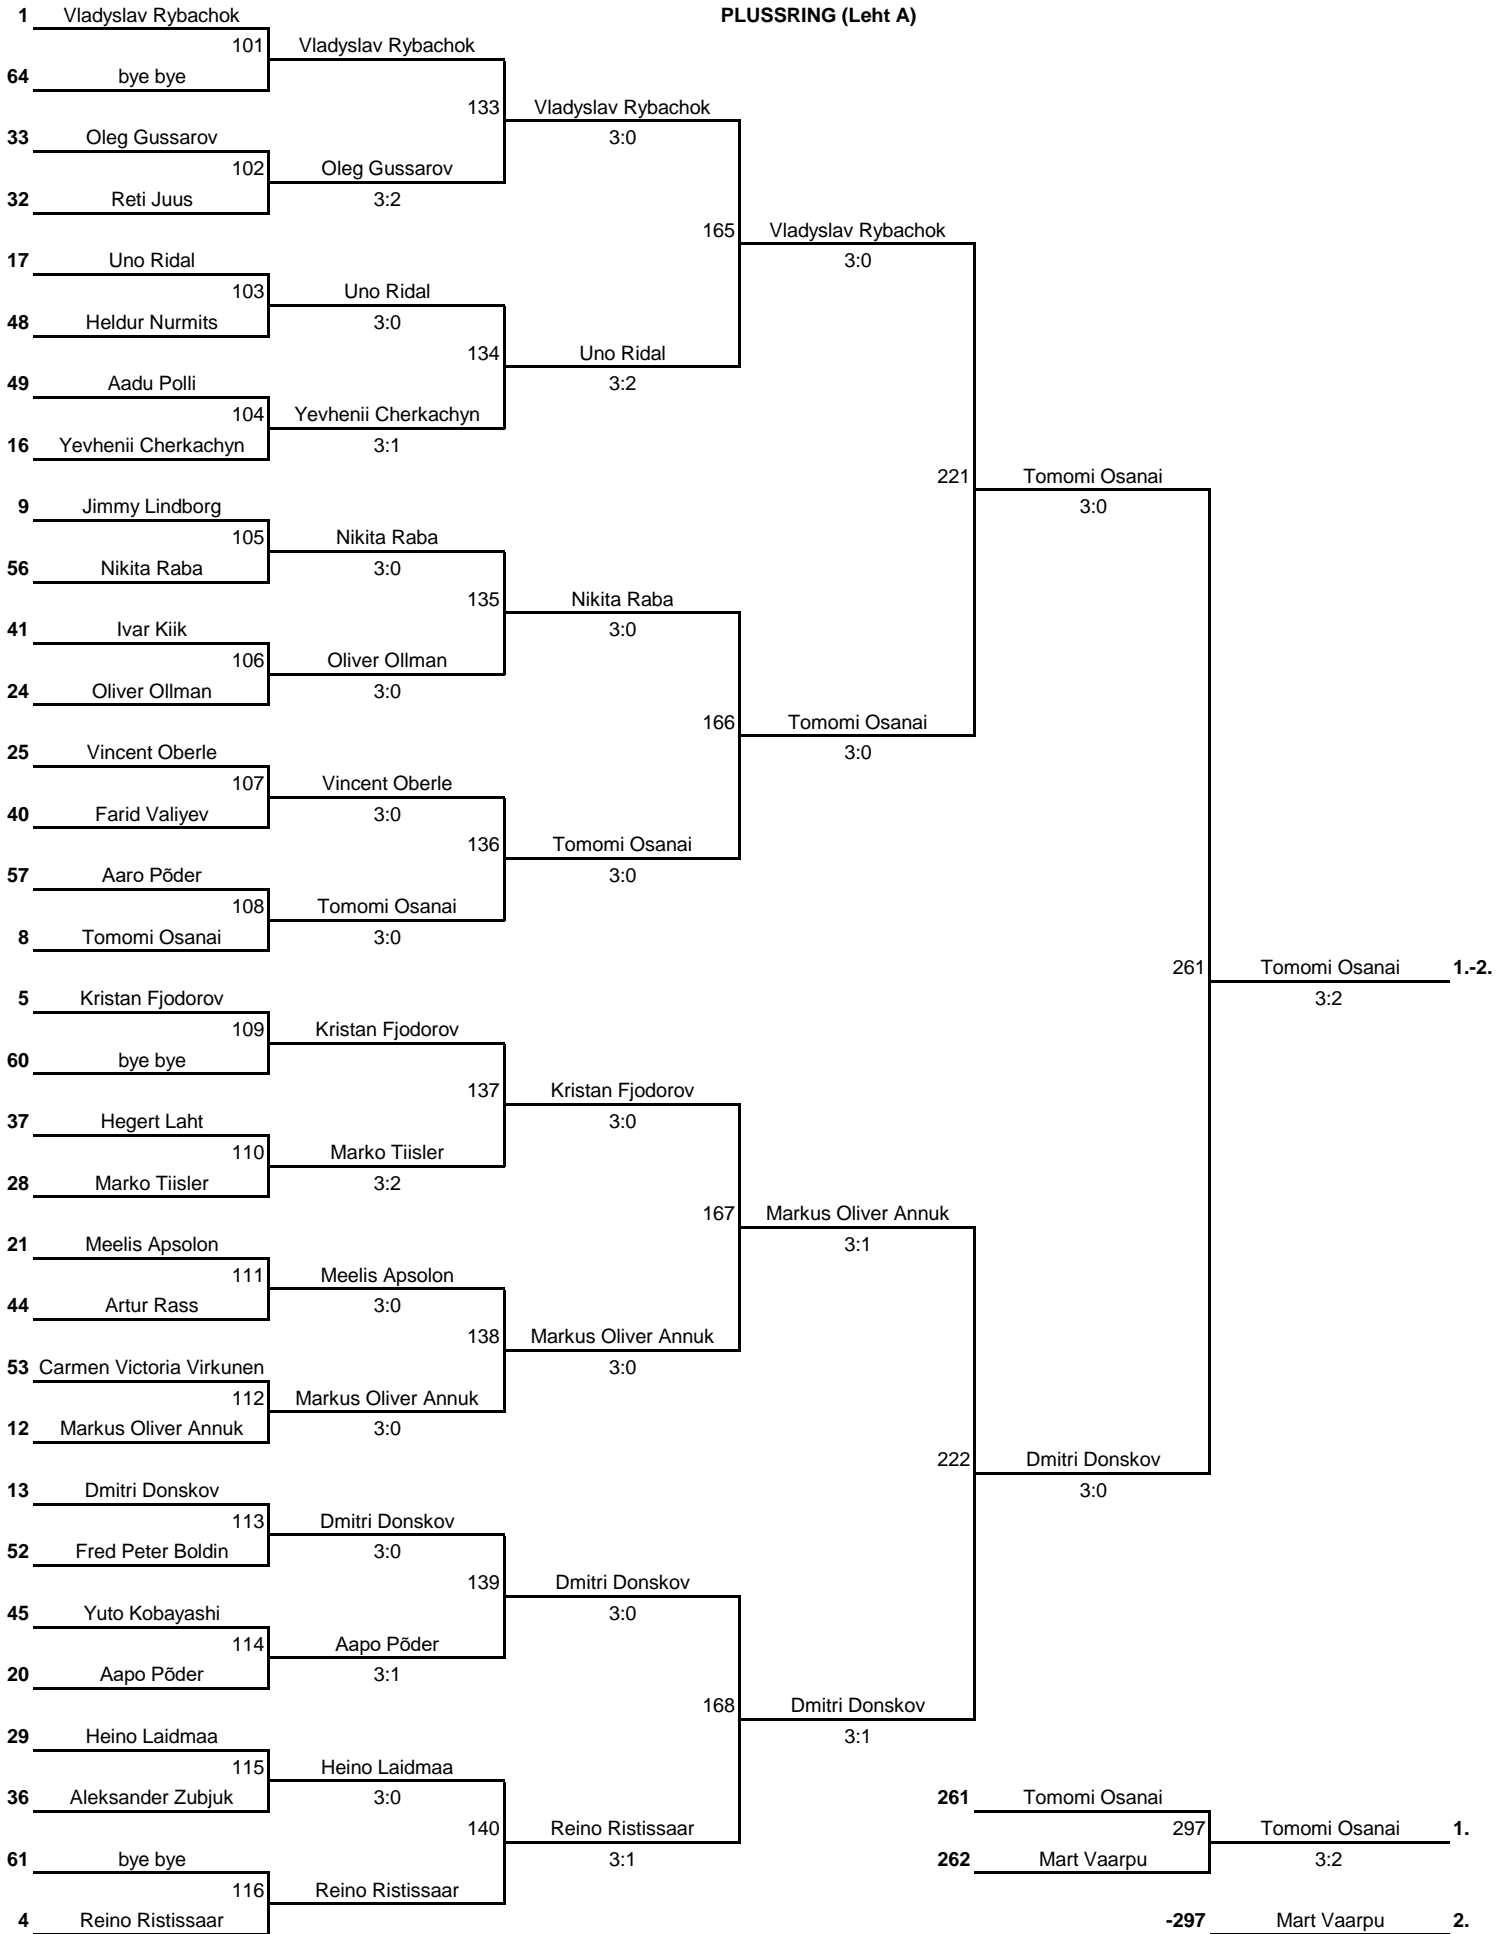 1 Vladyslav Rybachok PLUSSRING (Leht A)
101 Vladyslav Rybachok
64 bye bye
133 Vladyslav Rybachok
33 Oleg Gussarov 3:0
102 Oleg Gussarov
32 Reti Juus 3:2
165 Vladyslav Rybachok
17 Uno Ridal 3:0
103 Uno Ridal
48 Heldur Nurmits 3:0
134 Uno Ridal
49 Aadu Polli 3:2
104 Yevhenii Cherkachyn
16 Yevhenii Cherkachyn 3:1
221 Tomomi Osanai
9 Jimmy Lindborg 3:0
105 Nikita Raba
56 Nikita Raba 3:0
135 Nikita Raba
41 Ivar Kiik 3:0
106 Oliver Ollman
24 Oliver Ollman 3:0
166 Tomomi Osanai
25 Vincent Oberle 3:0
107 Vincent Oberle
40 Farid Valiyev 3:0
136 Tomomi Osanai
57 Aaro Põder 3:0
108 Tomomi Osanai
8 Tomomi Osanai 3:0
261 Tomomi Osanai 1.-2.
5 Kristan Fjodorov 3:2
109 Kristan Fjodorov
60 bye bye
137 Kristan Fjodorov
37 Hegert Laht 3:0
110 Marko Tiisler
28 Marko Tiisler 3:2
167 Markus Oliver Annuk
21 Meelis Apsolon 3:1
111 Meelis Apsolon
44 Artur Rass 3:0
138 Markus Oliver Annuk
53 Carmen Victoria Virkunen 3:0
112 Markus Oliver Annuk
12 Markus Oliver Annuk 3:0
222 Dmitri Donskov
13 Dmitri Donskov 3:0
113 Dmitri Donskov
52 Fred Peter Boldin 3:0
139 Dmitri Donskov
45 Yuto Kobayashi 3:0
114 Aapo Põder
20 Aapo Põder 3:1
168 Dmitri Donskov
29 Heino Laidmaa 3:1
115 Heino Laidmaa
36 Aleksander Zubjuk 3:0 261 Tomomi Osanai
140 Reino Ristissaar 297 Tomomi Osanai 1.
61 bye bye 3:1 262 Mart Vaarpu 3:2
116 Reino Ristissaar
4 Reino Ristissaar -297 Mart Vaarpu 2.